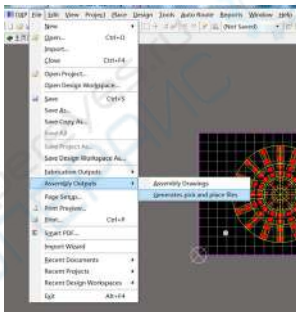 DXP File Edit View Project Place Design Tools Auto Route Reports Window Help
(Not Saved)
New
Open... Ctrl+O
Import...
Close Ctrl+F4
Open Project...
Open Design Workspace...
Save Ctrl+S
Save As...
Save Copy As...
Save All
Save Project As...
Save Design Workspace As...
Fabrication Outputs
Assembly Outputs
Assembly Drawings
Generates pick and place files
Page Setup...
Print Preview...
Print... Ctrl+P
Smart PDF...
Import Wizard
Recent Documents
Recent Projects
Recent Design Workspaces
Exit Alt+F4